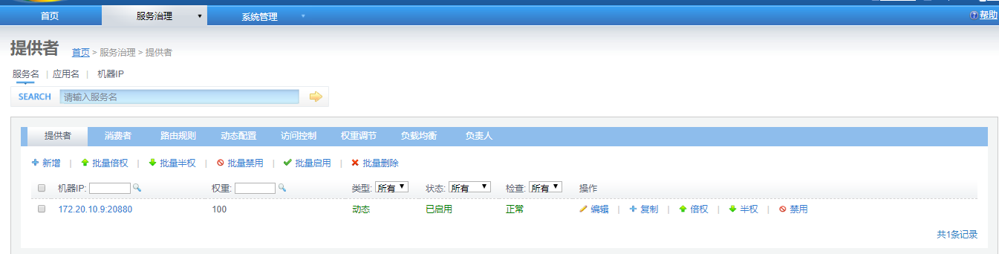 首页 服务治理 系统管理 帮助
提供者 首页 > 服务治理 > 提供者
服务名 | 应用名 | 机器IP
SEARCH 请输入服务名
提供者 消费者 路由规则 动态配置 访问控制 权重调节 负载均衡 负责人
新增 | 批量倍权 | 批量半权 | 批量禁用 | 批量启用 | 批量删除
机器IP: 权重: 类型: 所有 状态: 所有 检查: 所有 操作
172.20.10.9:20880 100 动态 已启用 正常 编辑 | 复制 | 倍权 | 半权 | 禁用
共1条记录